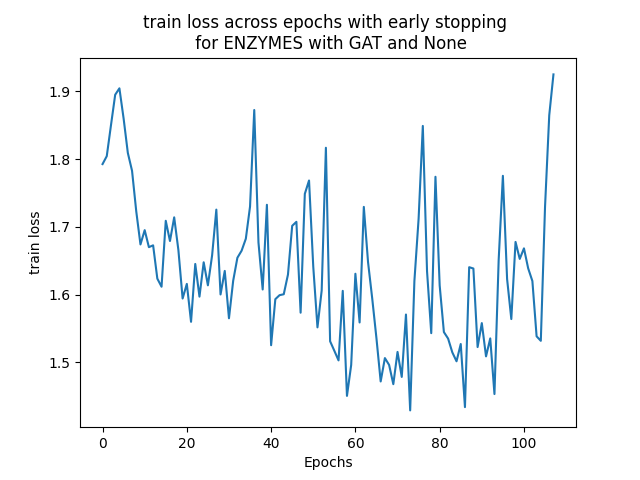 train loss across epochs with early stopping
for ENZYMES with GAT and None
train loss
1.9
1.8
1.7
1.6
1.5
0 20 40 60 80 100
Epochs